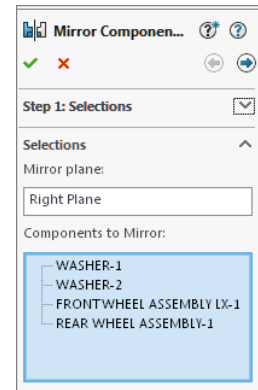 Mirror Componen...
Step 1: Selections
Selections
Mirror plane:
Right Plane
Components to Mirror:
WASHER-1
WASHER-2
FRONTWHEEL ASSEMBLY LX-1
REAR WHEEL ASSEMBLY-1